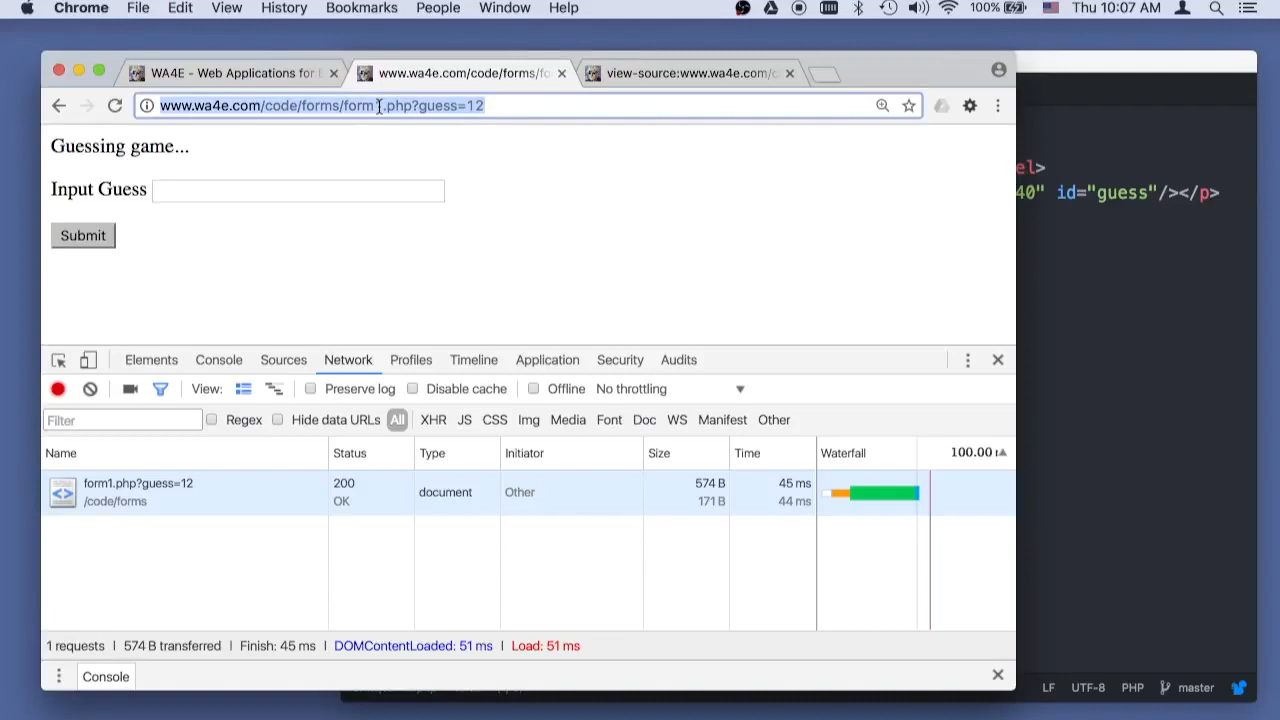 Chrome File Edit View History Bookmarks People Window Help 100% Thu 10:07 AM
WA4E - Web Applications for E www.wa4e.com/code/forms/fo view-source:www.wa4e.com/c
www.wa4e.com/code/forms/form1.php?guess=12
Guessing game...
el>
Input Guess
40" id="guess"/></p>
Submit
Elements Console Sources Network Profiles Timeline Application Security Audits
View: Preserve log Disable cache Offline No throttling
Filter Regex Hide data URLs All XHR JS CSS Img Media Font Doc WS Manifest Other
Name Status Type Initiator Size Time Waterfall 100.00
form1.php?guess=12 200 document Other 574 B 45 ms
/code/forms OK 171 B 44 ms
1 requests | 574 B transferred | Finish: 45 ms | DOMContentLoaded: 51 ms | Load: 51 ms
Console
LF UTF-8 PHP master